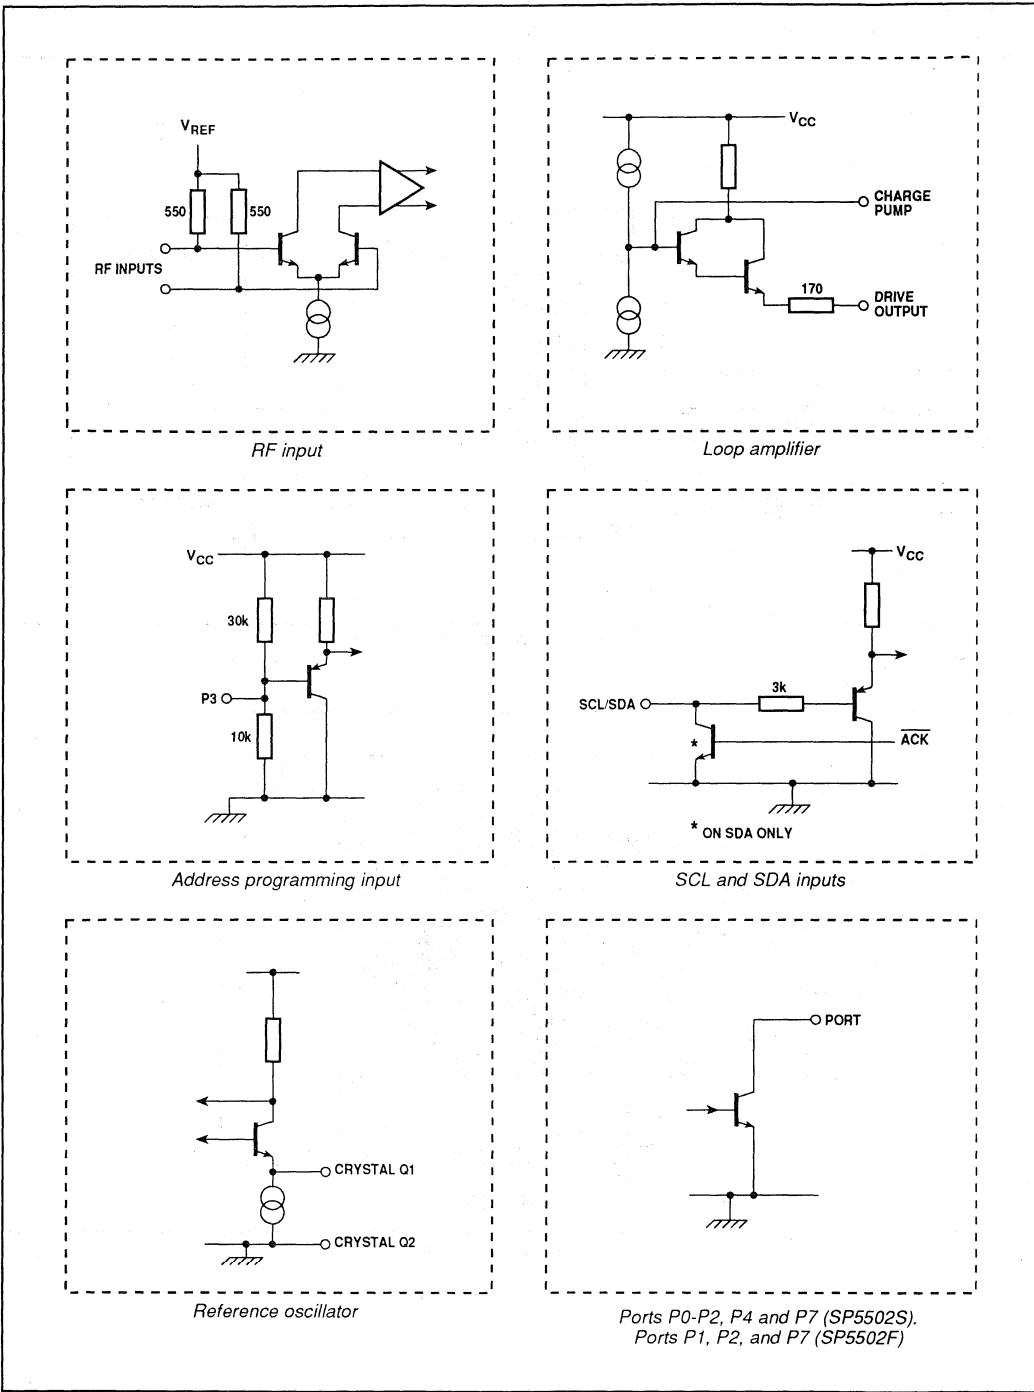 V_REF
550
550
RF INPUTS
RF input
V_CC
CHARGE
PUMP
170
DRIVE
OUTPUT
Loop amplifier
V_CC
30k
P3
10k
Address programming input
V_CC
3k
SCL/SDA
*
A̅C̅K̅
* ON SDA ONLY
SCL and SDA inputs
CRYSTAL Q1
CRYSTAL Q2
Reference oscillator
PORT
Ports P0-P2, P4 and P7 (SP5502S).
Ports P1, P2, and P7 (SP5502F)